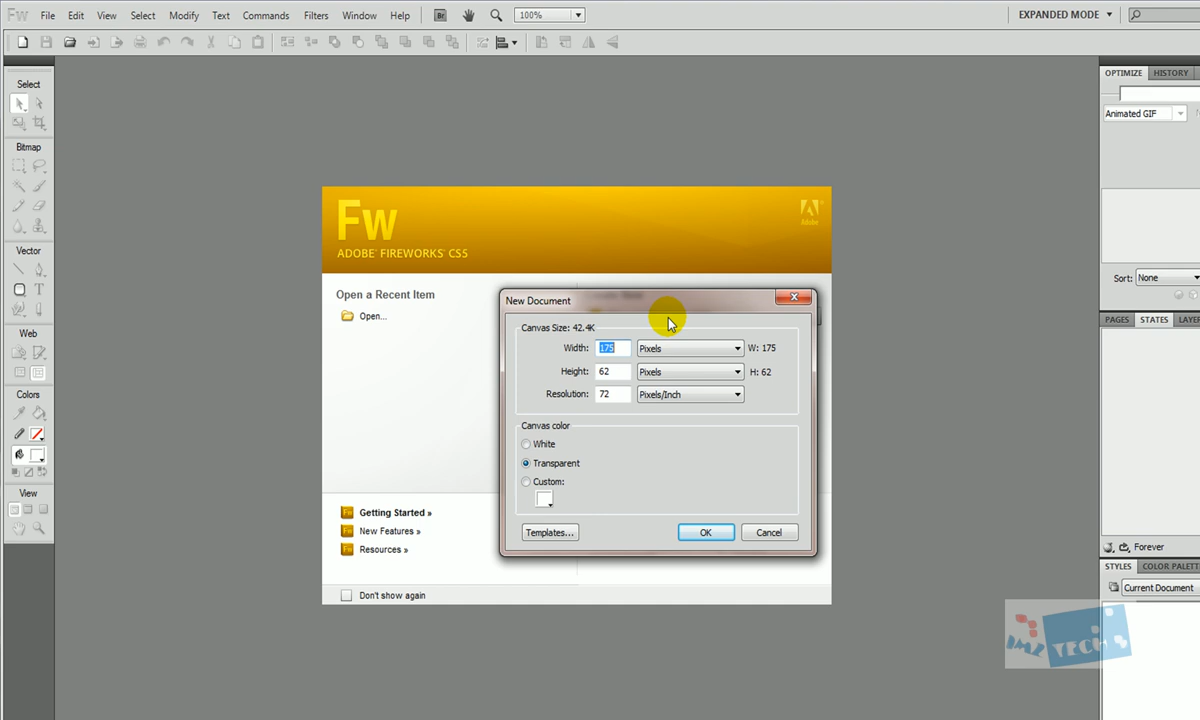 Fw File Edit View Select Modify Text Commands Filters Window Help Br 100% EXPANDED MODE
Select
Bitmap
Vector
T
Web
Colors
View
OPTIMIZE HISTORY
Animated GIF
Sort: None
PAGES STATES LAYER
Forever
STYLES COLOR PALETT
Current Document
Fw
ADOBE FIREWORKS CS5
Adobe
Open a Recent Item
Open...
Getting Started »
New Features »
Resources »
Don't show again
New Document
Canvas Size: 42.4K
Width: 175 Pixels W: 175
Height: 62 Pixels H: 62
Resolution: 72 Pixels/Inch
Canvas color
White
Transparent
Custom:
Templates... OK Cancel
TECH